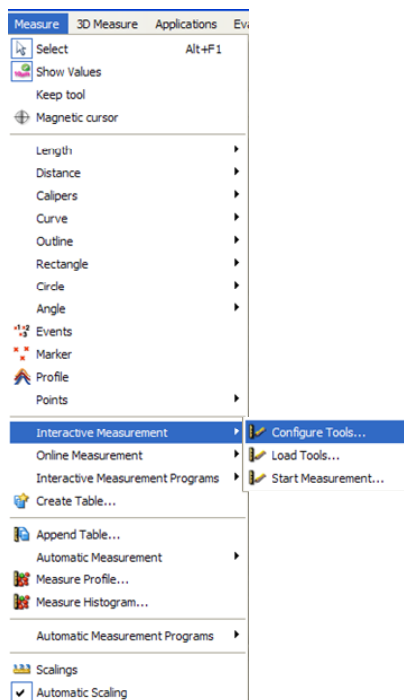 Measure 3D Measure Applications Eva
Select Alt+F1
Show Values
Keep tool
Magnetic cursor
Length
Distance
Calipers
Curve
Outline
Rectangle
Circle
Angle
Events
Marker
Profile
Points
Interactive Measurement Configure Tools...
Online Measurement Load Tools...
Interactive Measurement Programs Start Measurement...
Create Table...
Append Table...
Automatic Measurement
Measure Profile...
Measure Histogram...
Automatic Measurement Programs
Scalings
Automatic Scaling